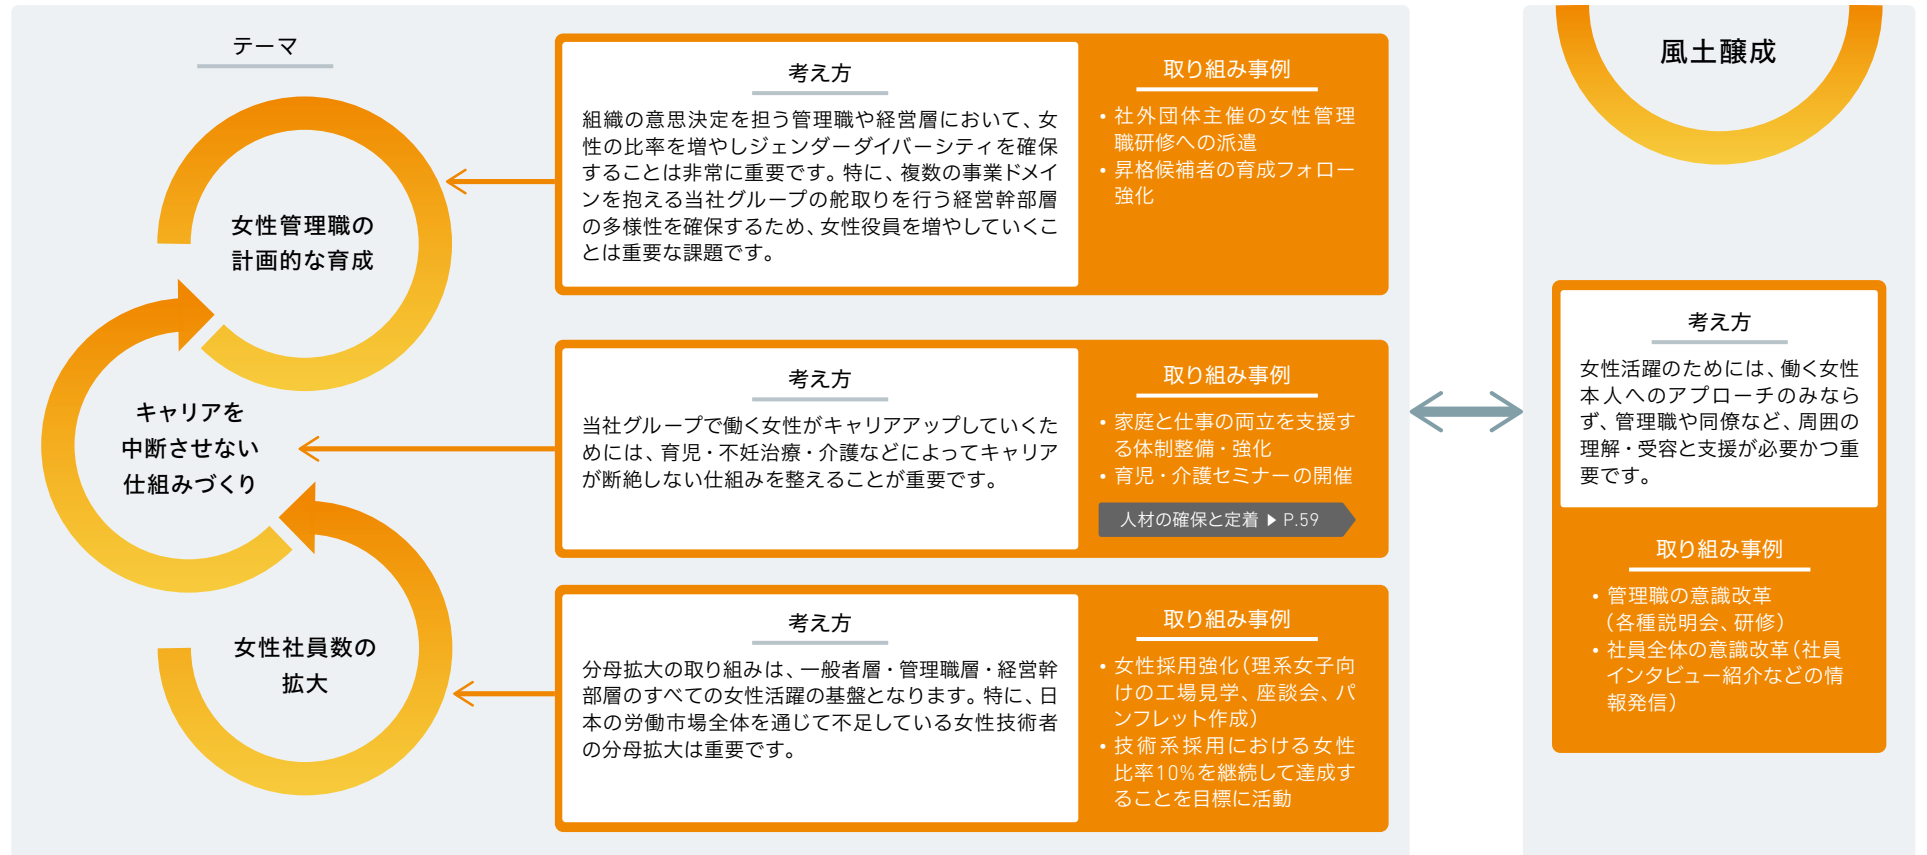 テーマ
女性管理職の
計画的な育成
キャリアを
中断させない
仕組みづくり
女性社員数の
拡大
考え方
組織の意思決定を担う管理職や経営層において、女
性の比率を増やしジェンダーダイバーシティを確保
することは非常に重要です。特に、複数の事業ドメイ
ンを抱える当社グループの舵取りを行う経営幹部層
の多様性を確保するため、女性役員を増やしていくこ
とは重要な課題です。
取り組み事例
• 社外団体主催の女性管理
職研修への派遣
• 昇格候補者の育成フォロー
強化
考え方
当社グループで働く女性がキャリアアップしていくた
めには、育児・不妊治療・介護などによってキャリア
が断絶しない仕組みを整えることが重要です。
取り組み事例
• 家庭と仕事の両立を支援す
る体制整備・強化
• 育児・介護セミナーの開催
人材の確保と定着 ▶ P.59
考え方
分母拡大の取り組みは、一般者層・管理職層・経営幹
部層のすべての女性活躍の基盤となります。特に、日
本の労働市場全体を通じて不足している女性技術者
の分母拡大は重要です。
取り組み事例
• 女性採用強化（理系女子向
けの工場見学、座談会、パ
ンフレット作成）
• 技術系採用における女性
比率10%を継続して達成す
ることを目標に活動
風土醸成
考え方
女性活躍のためには、働く女性
本人へのアプローチのみなら
ず、管理職や同僚など、周囲の
理解・受容と支援が必要かつ重
要です。
取り組み事例
• 管理職の意識改革
（各種説明会、研修）
• 社員全体の意識改革（社員
インタビュー紹介などの情
報発信）